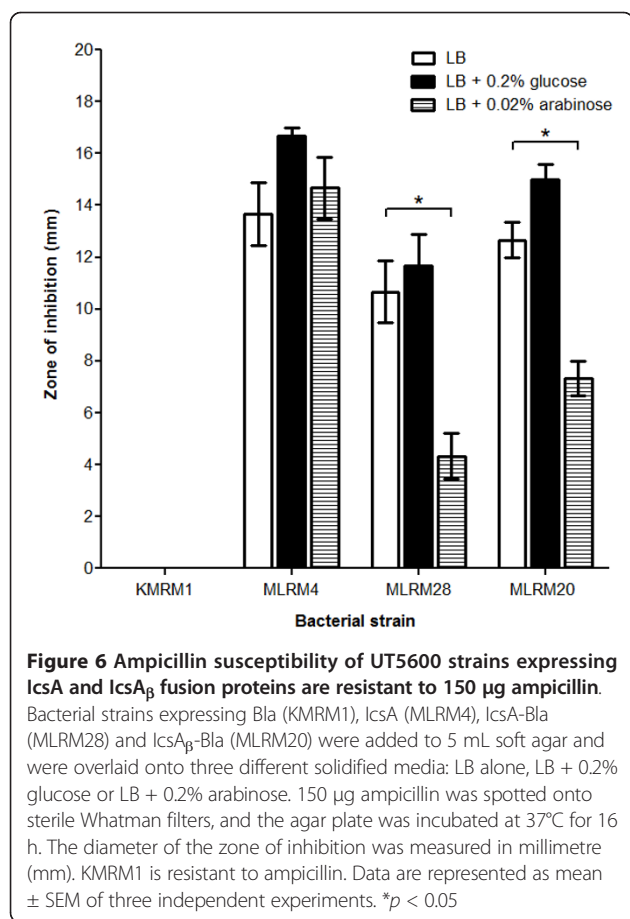 20
18
16
14
12
10
8
6
4
2
0
Zone of inhibition (mm)
LB
LB + 0.2% glucose
LB + 0.02% arabinose
*
*
KMRM1 MLRM4 MLRM28 MLRM20
Bacterial strain
Figure 6 Ampicillin susceptibility of UT5600 strains expressing
IcsA and IcsAβ fusion proteins are resistant to 150 μg ampicillin.
Bacterial strains expressing Bla (KMRM1), IcsA (MLRM4), IcsA-Bla
(MLRM28) and IcsAβ-Bla (MLRM20) were added to 5 mL soft agar and
were overlaid onto three different solidified media: LB alone, LB + 0.2%
glucose or LB + 0.2% arabinose. 150 μg ampicillin was spotted onto
sterile Whatman filters, and the agar plate was incubated at 37°C for 16
h. The diameter of the zone of inhibition was measured in millimetre
(mm). KMRM1 is resistant to ampicillin. Data are represented as mean
± SEM of three independent experiments. *p < 0.05